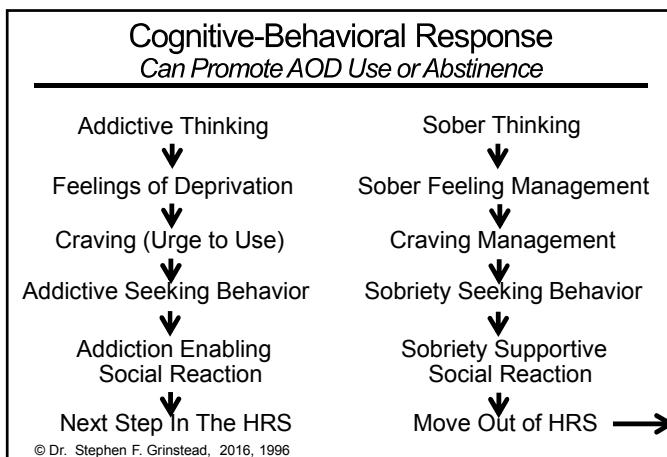 Cognitive-Behavioral Response
Can Promote AOD Use or Abstinence
Addictive Thinking
Feelings of Deprivation
Craving (Urge to Use)
Addictive Seeking Behavior
Addiction Enabling
Social Reaction
Next Step In The HRS
Sober Thinking
Sober Feeling Management
Craving Management
Sobriety Seeking Behavior
Sobriety Supportive
Social Reaction
Move Out of HRS
© Dr. Stephen F. Grinstead, 2016, 1996